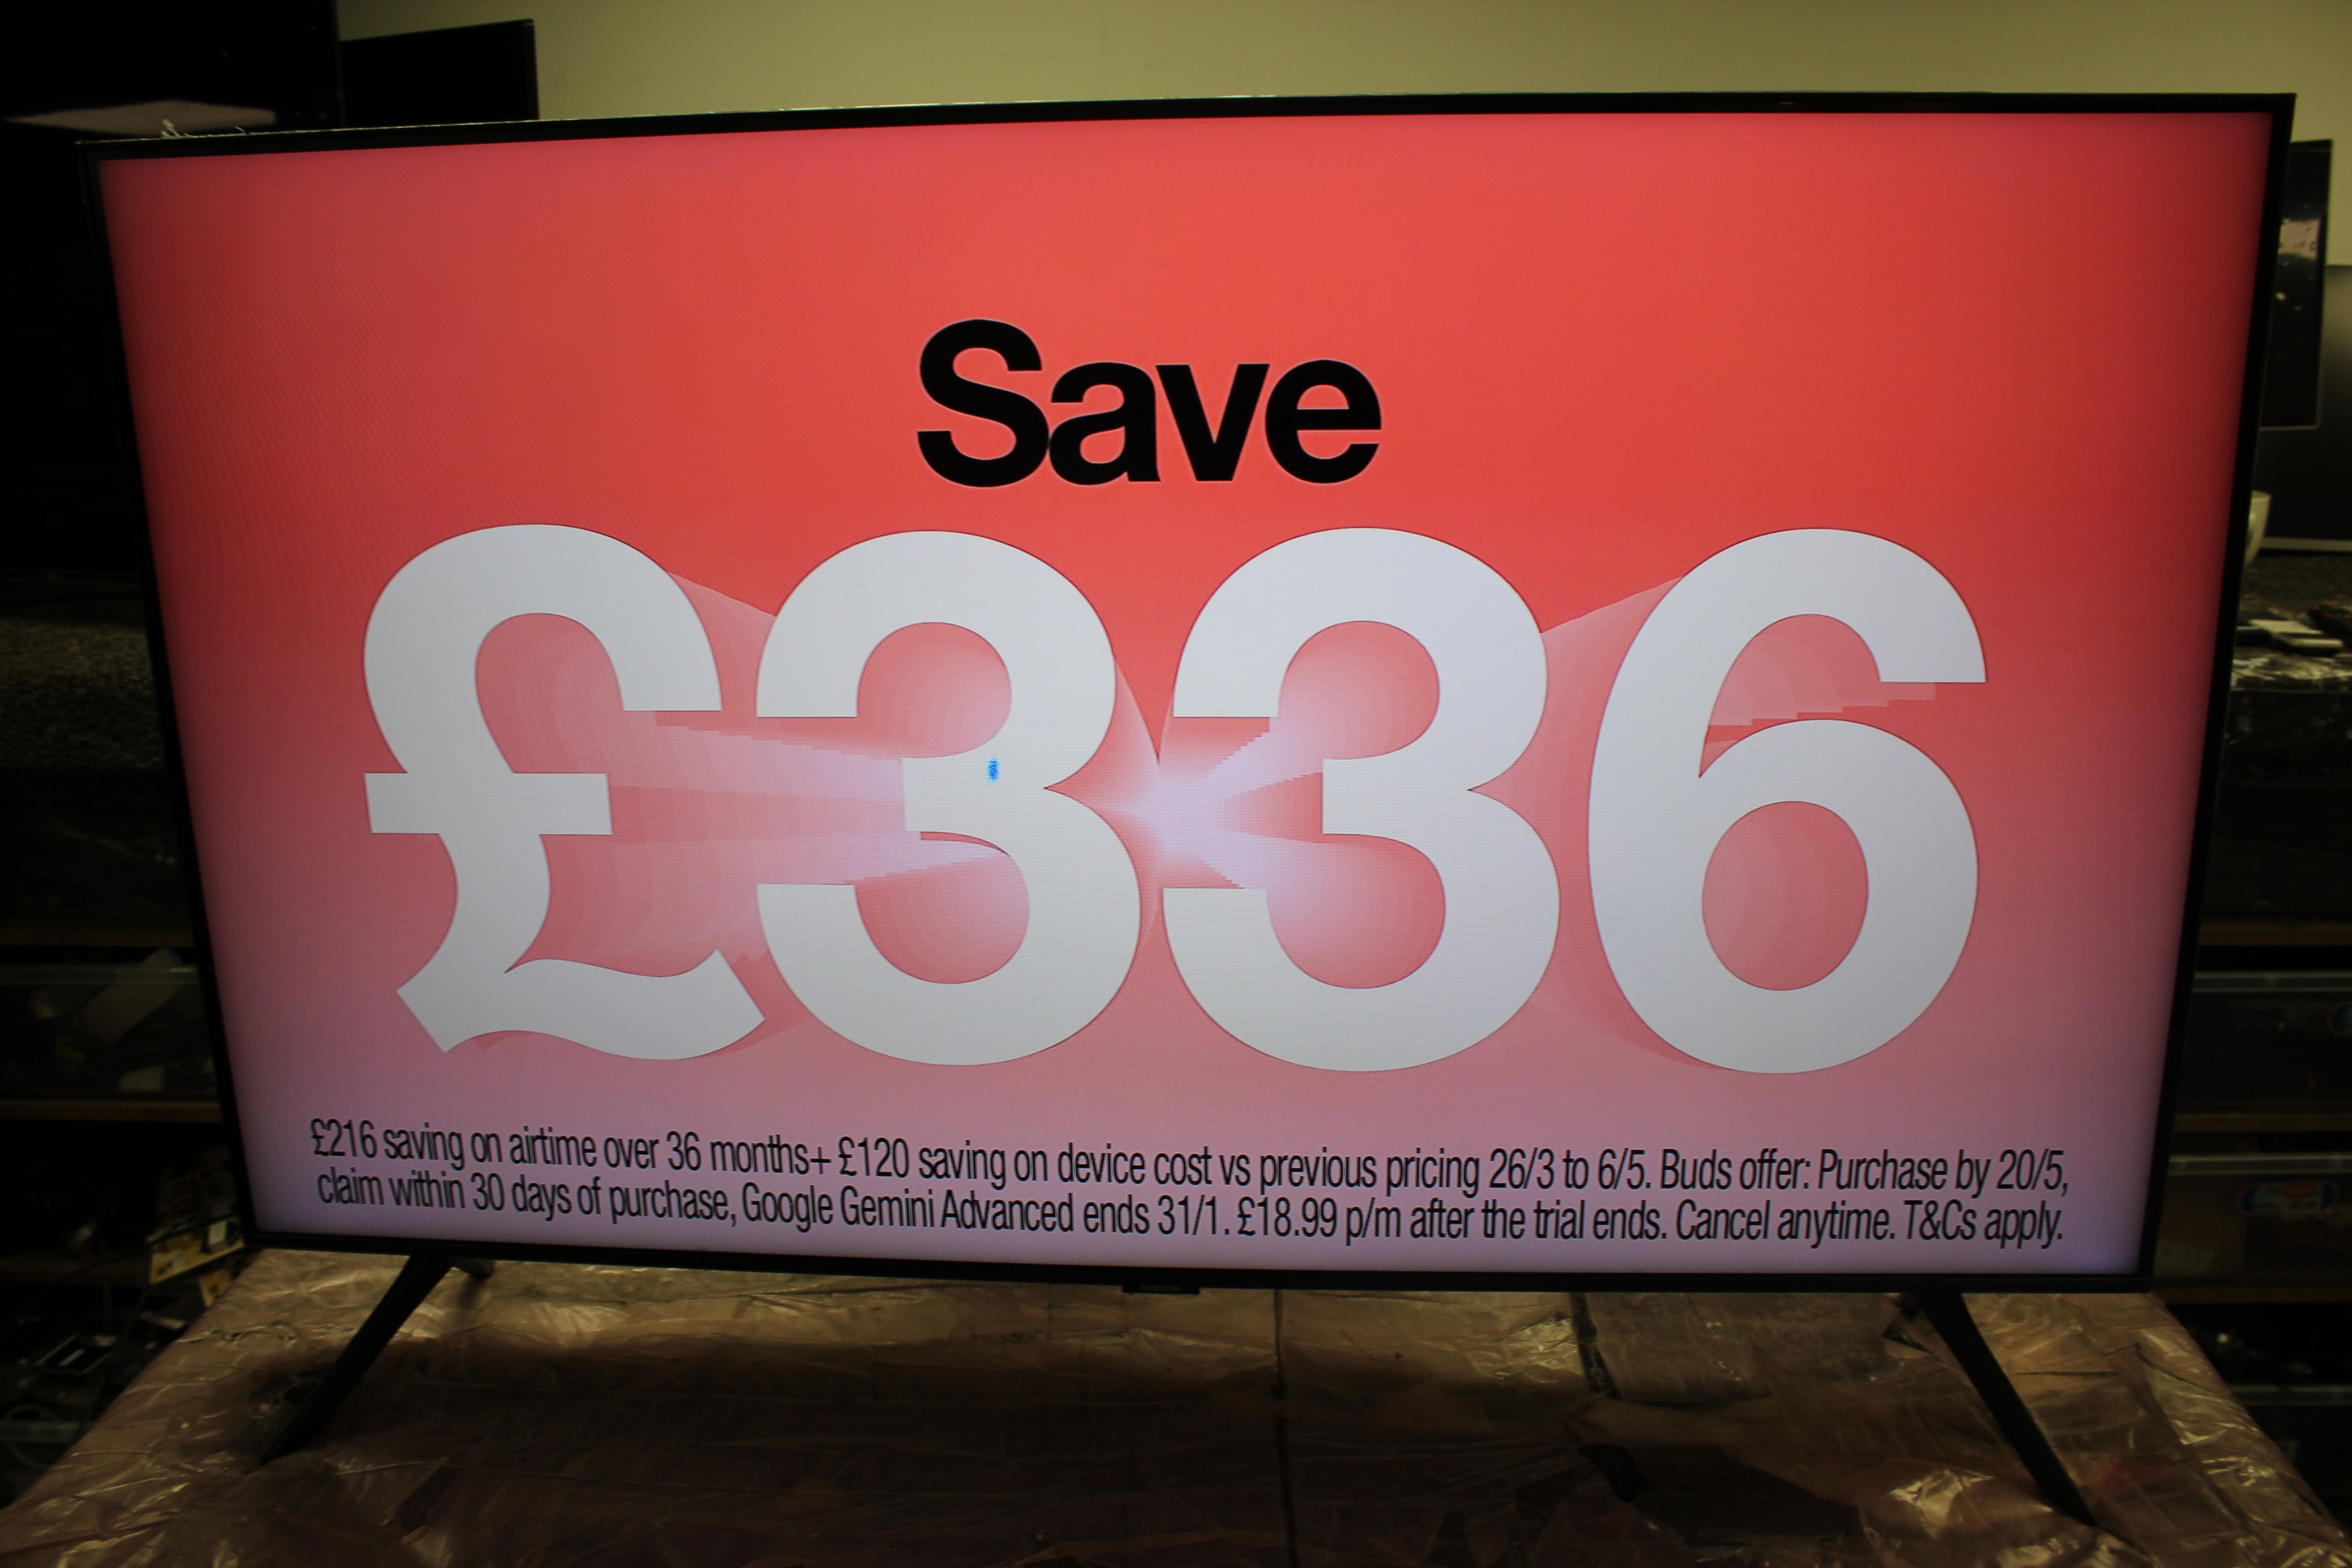 Save
£336
£216 saving on airtime over 36 months+ £120 saving on device cost vs previous pricing 26/3 to 6/5. Buds offer: Purchase by 20/5,
claim within 30 days of purchase, Google Gemini Advanced ends 31/1. £18.99 p/m after the trial ends. Cancel anytime. T&Cs apply.